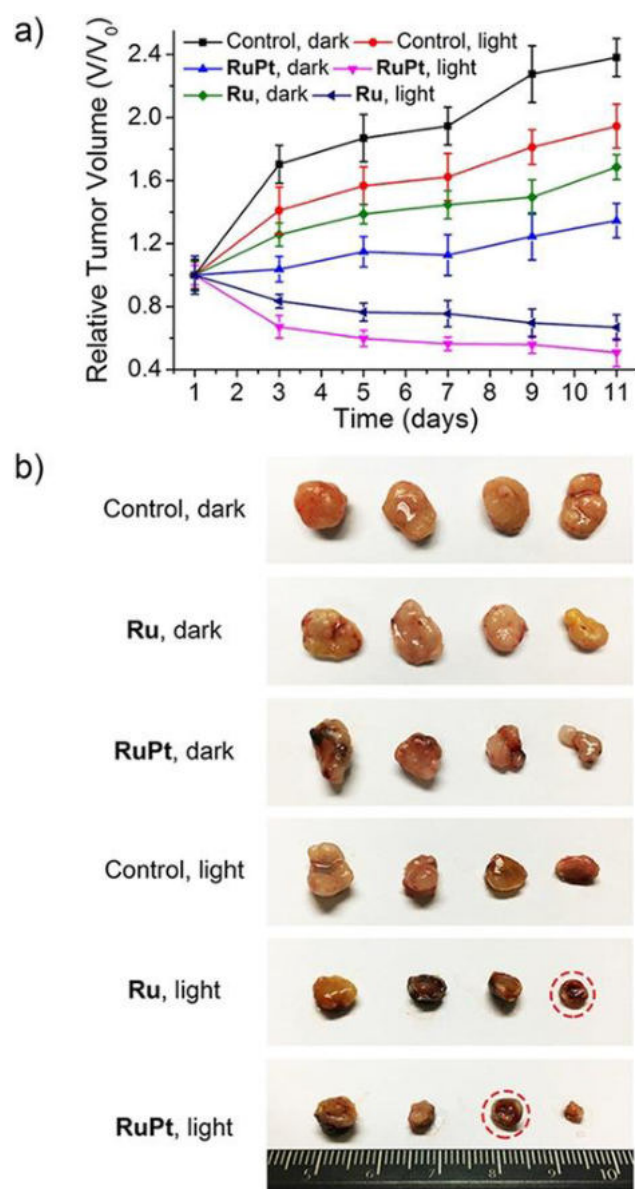 a)
Control, dark Control, light
RuPt, dark RuPt, light
Ru, dark Ru, light
Relative Tumor Volume (V/V0)
2.4
2.0
1.6
1.2
0.8
0.4
1 2 3 4 5 6 7 8 9 10 11
Time (days)
b)
Control, dark
Ru, dark
RuPt, dark
Control, light
Ru, light
RuPt, light
5 6 7 8 9 10